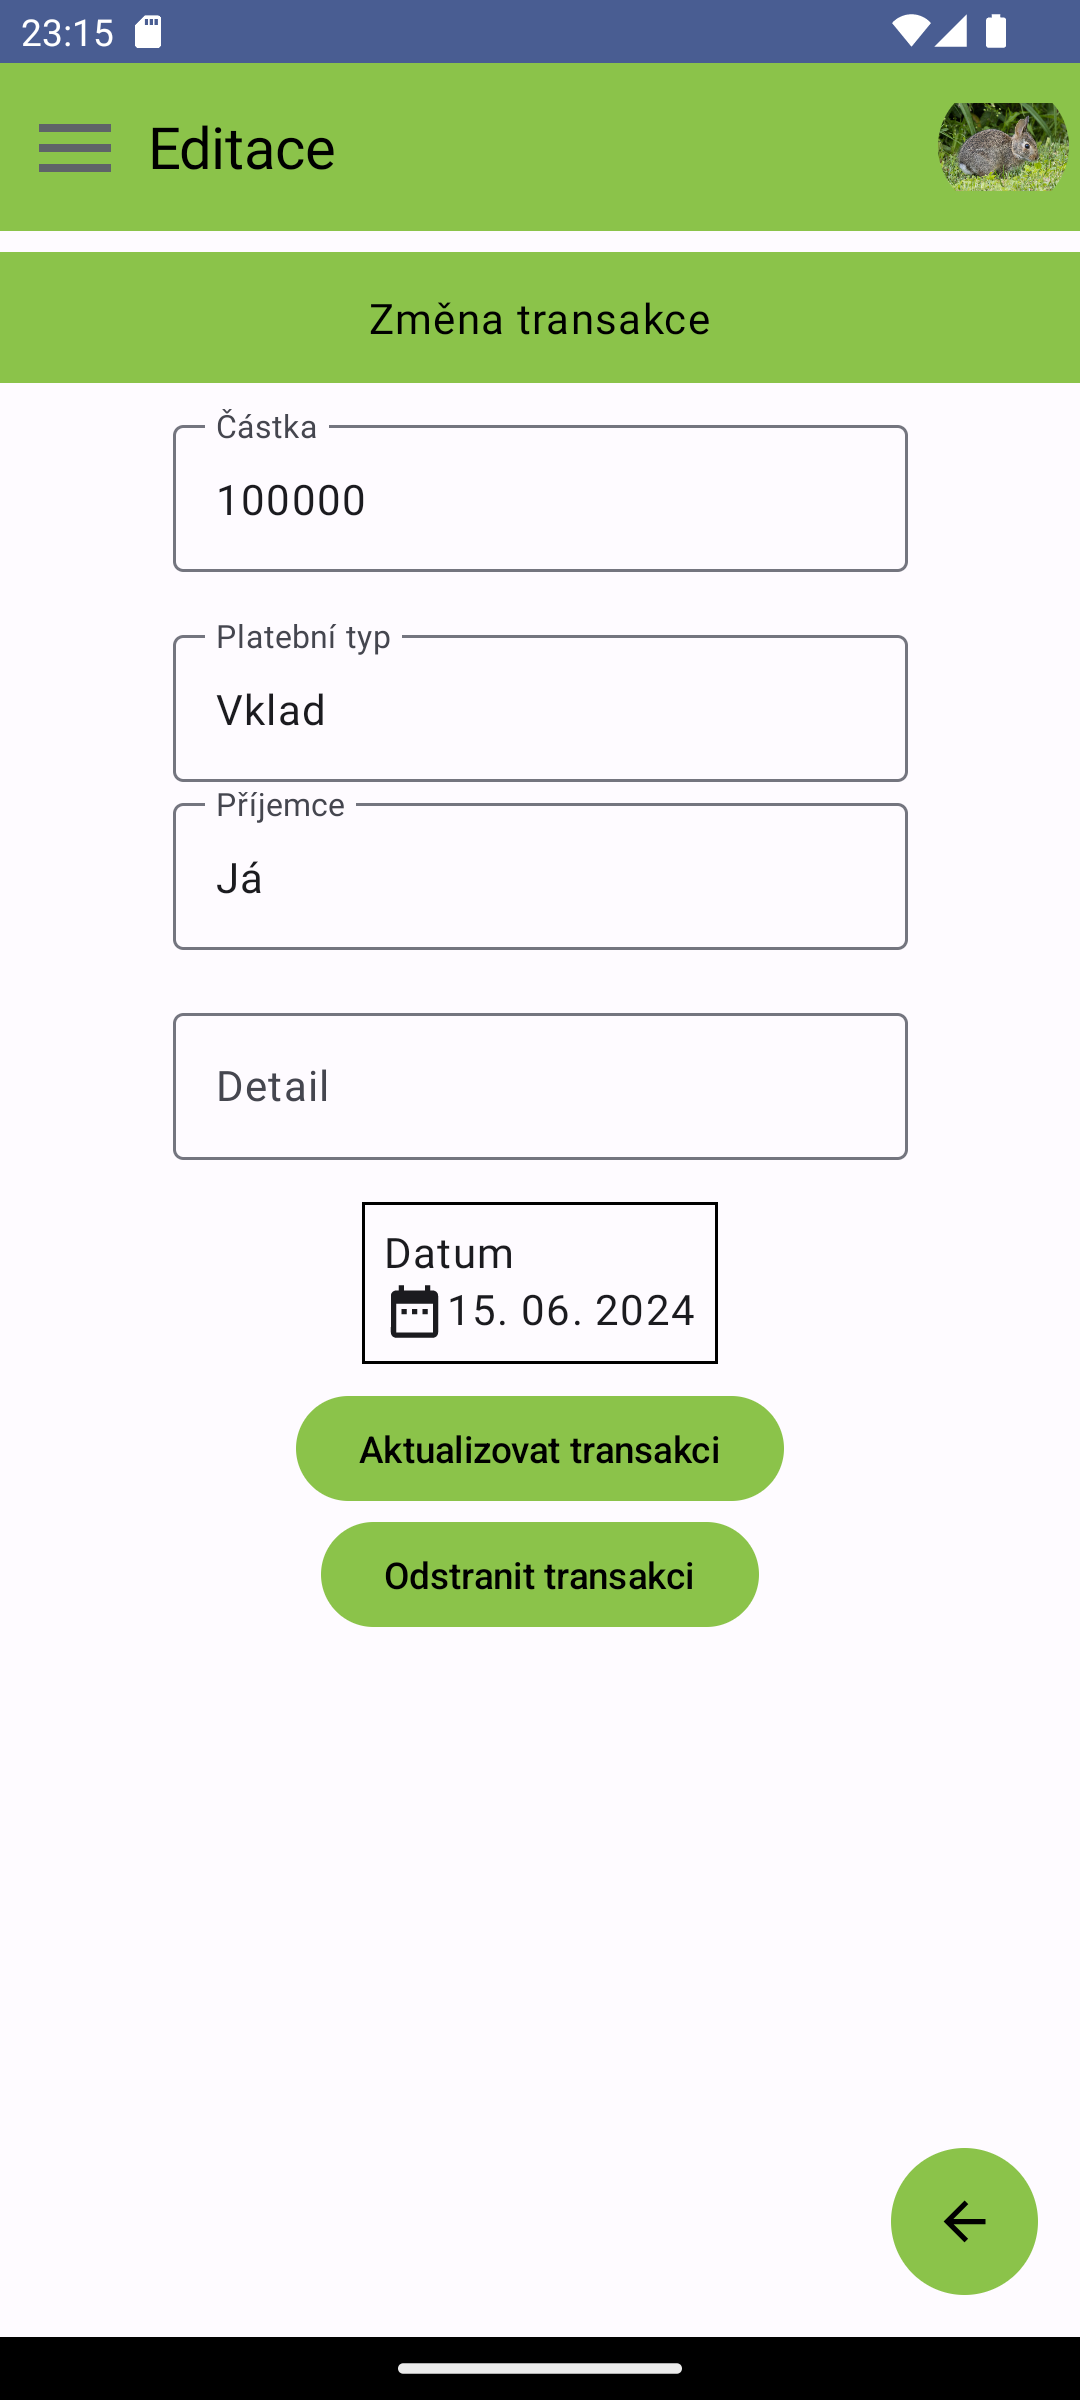 23:15
Editace
Změna transakce
Částka
100000
Platební typ
Vklad
Příjemce
Já
Detail
Datum
15. 06. 2024
Aktualizovat transakci
Odstranit transakci